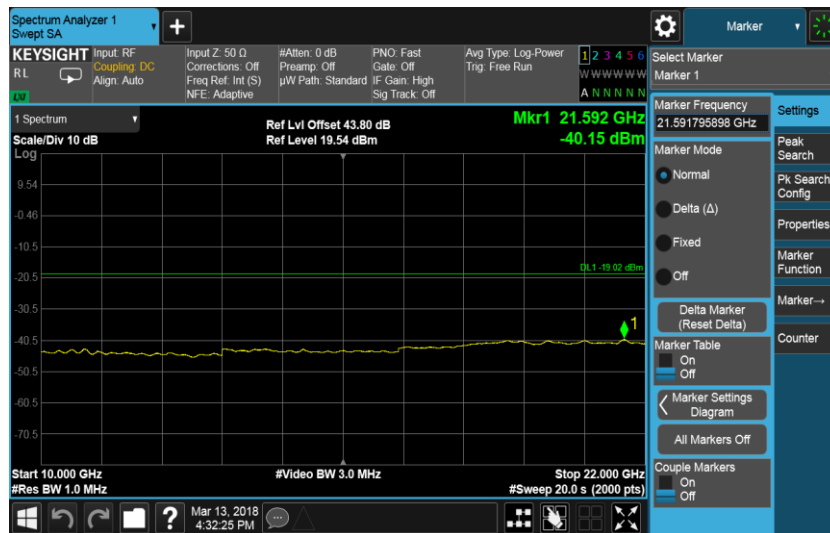 Spectrum Analyzer 1
Swept SA
+
Marker
KEYSIGHT
RL
LXI
Input: RF
Coupling: DC
Align: Auto
Input Z: 50 Ω
Corrections: Off
Freq Ref: Int (S)
NFE: Adaptive
#Atten: 0 dB
Preamp: Off
µW Path: Standard
PNO: Fast
Gate: Off
IF Gain: High
Sig Track: Off
Avg Type: Log-Power
Trig: Free Run
1 2 3 4 5 6
W W W W W W
A N N N N N
Select Marker
Marker 1
1 Spectrum
Scale/Div 10 dB
Log
Ref Lvl Offset 43.80 dB
Ref Level 19.54 dBm
Mkr1 21.592 GHz
-40.15 dBm
9.54
-0.46
-10.5
-20.5
-30.5
-40.5
-50.5
-60.5
-70.5
DL1 -19.02 dBm
1
Start 10.000 GHz
#Res BW 1.0 MHz
#Video BW 3.0 MHz
Stop 22.000 GHz
#Sweep 20.0 s (2000 pts)
Marker Frequency
21.591795898 GHz
Marker Mode
Normal
Delta (Δ)
Fixed
Off
Delta Marker
(Reset Delta)
Marker Table
On
Off
Marker Settings
Diagram
All Markers Off
Couple Markers
On
Off
Settings
Peak
Search
Pk Search
Config
Properties
Marker
Function
Marker→
Counter
?
Mar 13, 2018
4:32:25 PM